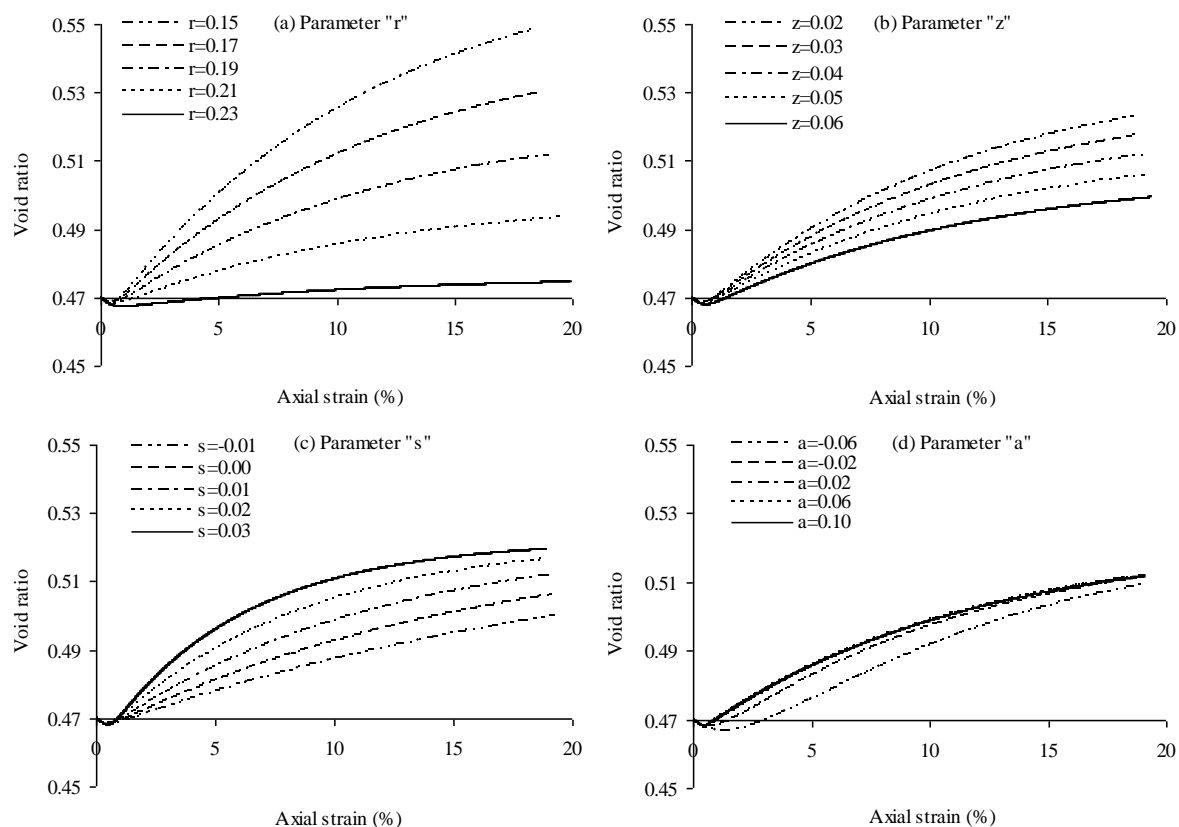 (a) Parameter "r"
r=0.15
r=0.17
r=0.19
r=0.21
r=0.23
0.55
0.53
0.51
0.49
0.47
0.45
Void ratio
0
5
10
15
20
Axial strain (%)
(b) Parameter "z"
z=0.02
z=0.03
z=0.04
z=0.05
z=0.06
0.55
0.53
0.51
0.49
0.47
0.45
Void ratio
0
5
10
15
20
Axial strain (%)
(c) Parameter "s"
s=-0.01
s=0.00
s=0.01
s=0.02
s=0.03
0.55
0.53
0.51
0.49
0.47
0.45
Void ratio
0
5
10
15
20
Axial strain (%)
(d) Parameter "a"
a=-0.06
a=-0.02
a=0.02
a=0.06
a=0.10
0.55
0.53
0.51
0.49
0.47
0.45
Void ratio
0
5
10
15
20
Axial strain (%)